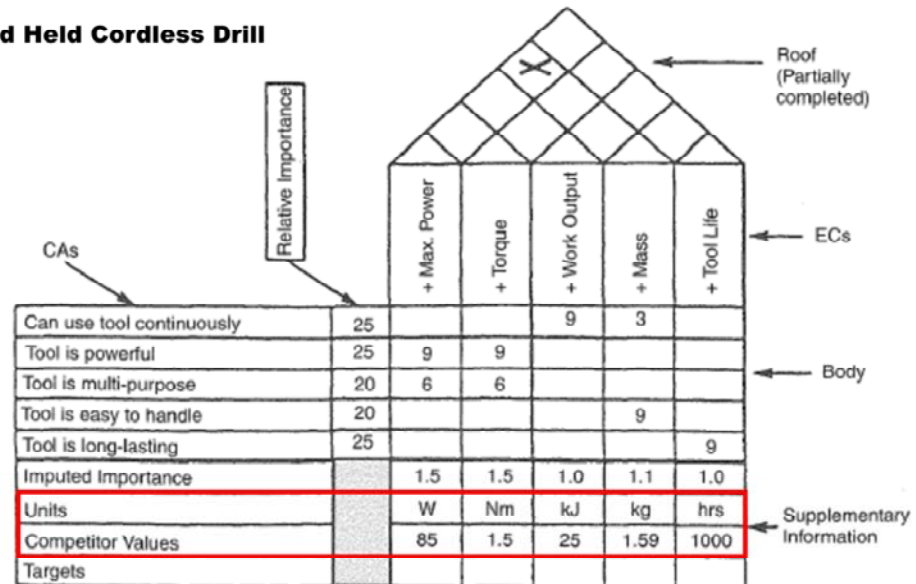 d Held Cordless Drill
Roof
(Partially
completed)
Relative Importance
+ Max. Power
+ Torque
+ Work Output
+ Mass
+ Tool Life
ECs
CAs
Can use tool continuously 25 9 3
Tool is powerful 25 9 9
Tool is multi-purpose 20 6 6
Body
Tool is easy to handle 20 9
Tool is long-lasting 25 9
Imputed Importance 1.5 1.5 1.0 1.1 1.0
Units W Nm kJ kg hrs
Supplementary
Information
Competitor Values 85 1.5 25 1.59 1000
Targets